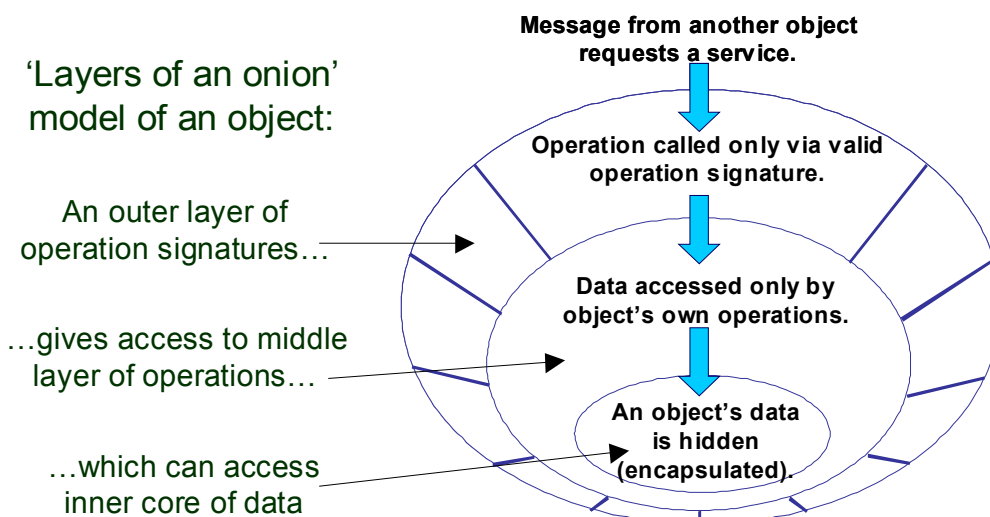 Message from another object
requests a service.
‘Layers of an onion’
model of an object:
Operation called only via valid
operation signature.
An outer layer of
operation signatures…
Data accessed only by
object’s own operations.
…gives access to middle
layer of operations…
An object’s data
is hidden
(encapsulated).
…which can access
inner core of data